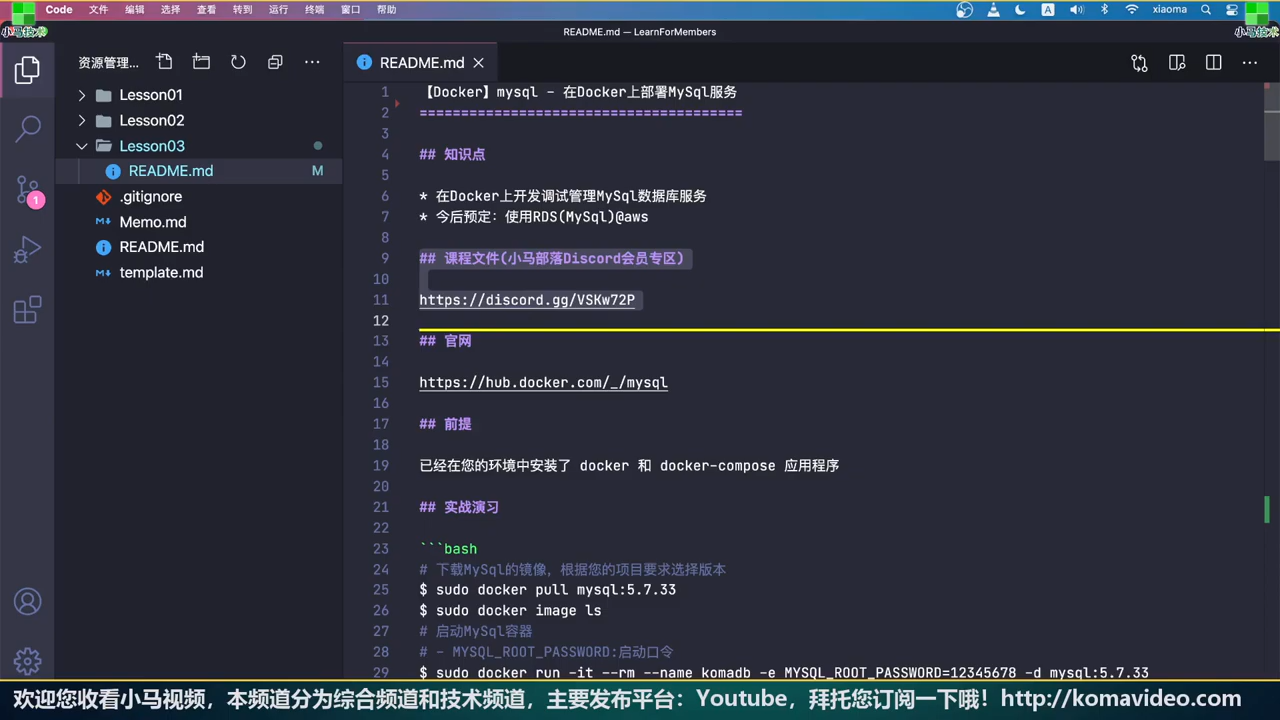 Code 文件 编辑 选择 查看 转到 运行 终端 窗口 帮助 A xiaoma
小马技术 README.md — LearnForMembers 小马技术
资源管理… README.md
Lesson01
Lesson02
Lesson03
README.md M
.gitignore
Memo.md
README.md
template.md
1
1 【Docker】mysql - 在Docker上部署MySql服务
2 =======================================
3
4 ## 知识点
5
6 * 在Docker上开发调试管理MySql数据库服务
7 * 今后预定：使用RDS(MySql)@aws
8
9 ## 课程文件(小马部落Discord会员专区)
10
11 https://discord.gg/VSKw72P
12
13 ## 官网
14
15 https://hub.docker.com/_/mysql
16
17 ## 前提
18
19 已经在您的环境中安装了 docker 和 docker-compose 应用程序
20
21 ## 实战演习
22
23 ```bash
24 # 下载MySql的镜像，根据您的项目要求选择版本
25 $ sudo docker pull mysql:5.7.33
26 $ sudo docker image ls
27 # 启动MySql容器
28 # - MYSQL_ROOT_PASSWORD:启动口令
29 $ sudo docker run -it --rm --name komadb -e MYSQL_ROOT_PASSWORD=12345678 -d mysql:5.7.33
欢迎您收看小马视频，本频道分为综合频道和技术频道，主要发布平台：Youtube，拜托您订阅一下哦！http://komavideo.com